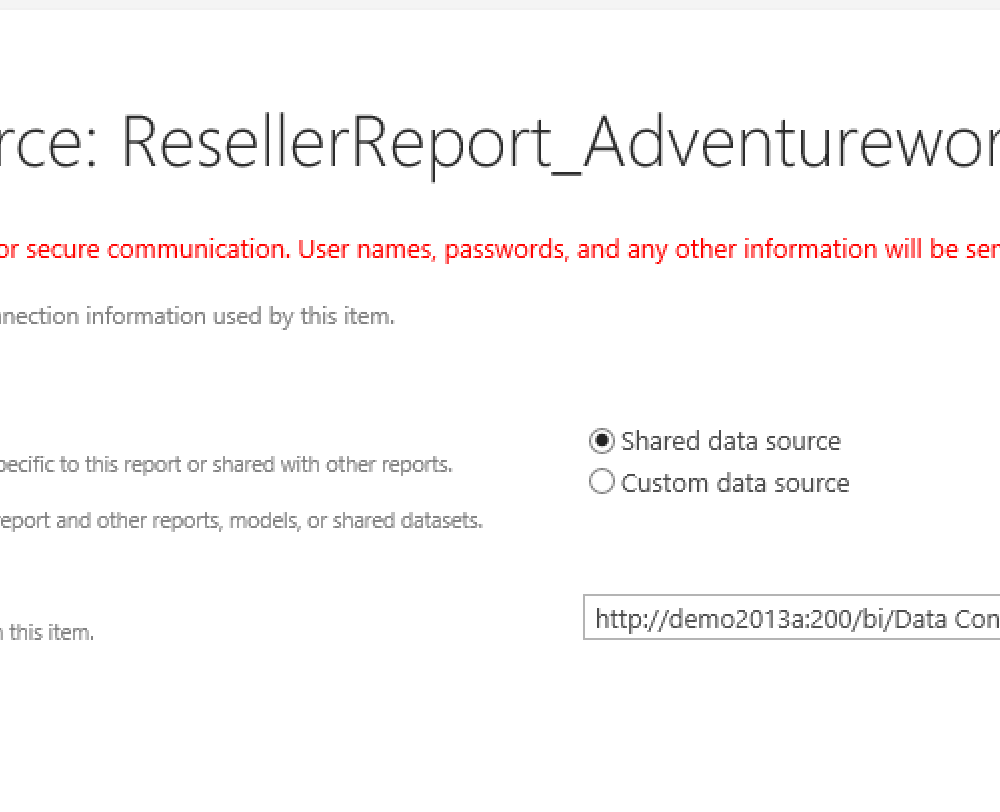 rce: ResellerReport_Adventurewor
or secure communication. User names, passwords, and any other information will be ser
nnection information used by this item.
Shared data source
pecific to this report or shared with other reports.
Custom data source
report and other reports, models, or shared datasets.
http://demo2013a:200/bi/Data Con
n this item.